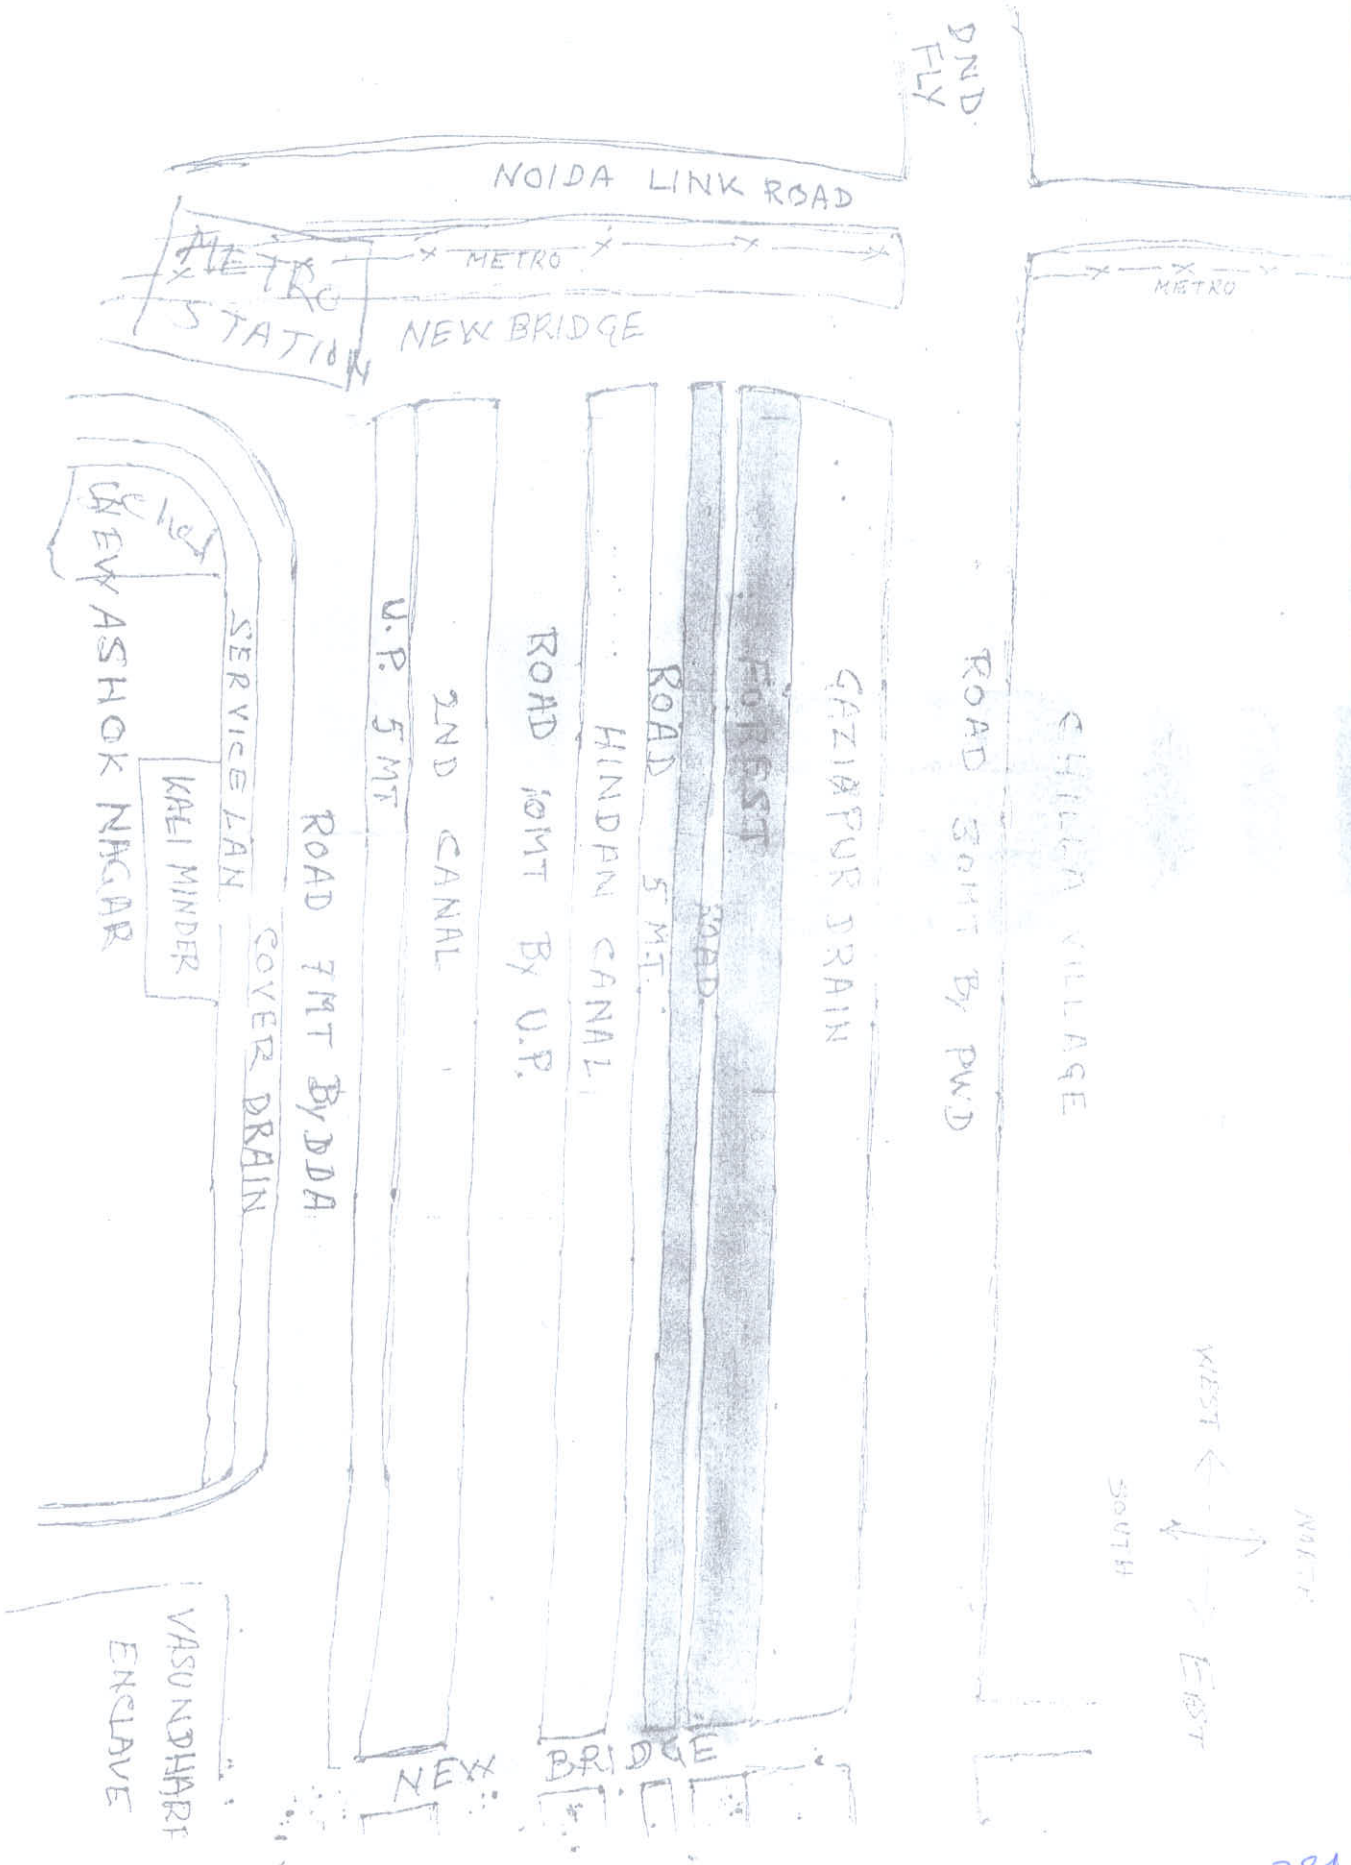 DND.
FLY
NOIDA LINK ROAD
METRO
METRO
METRO
STATION
NEW BRIDGE
NEW ASHOK NAGAR
SERVICE LAN
KALI MINDER
COVER DRAIN
ROAD 7MT By DDA
U.P. 5MT
2ND CANAL
ROAD 10MT By U.P.
HINDAN CANAL
ROAD 5 MT.
ROAD
FOREST
GAZIAPUR DRAIN
ROAD 30MT By PWD
CHILLA VILLAGE
WEST
SOUTH
EAST
VASUNDHARA
ENCLAVE
NEW BRIDGE